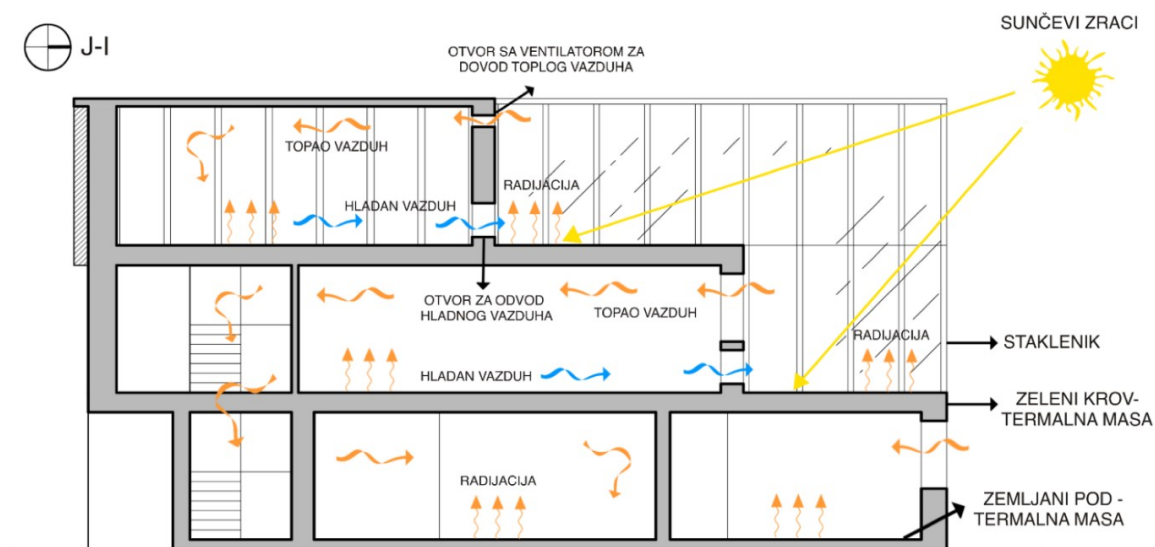 J-I
SUNČEVI ZRACI
OTVOR SA VENTILATOROM ZA
DOVOD TOPLOG VAZDUHA
TOPAO VAZDUH
RADIJACIJA
HLADAN VAZDUH
OTVOR ZA ODVOD
HLADNOG VAZDUHA
TOPAO VAZDUH
RADIJACIJA
STAKLENIK
HLADAN VAZDUH
ZELENI KROV-
TERMALNA MASA
RADIJACIJA
ZEMLJANI POD -
TERMALNA MASA